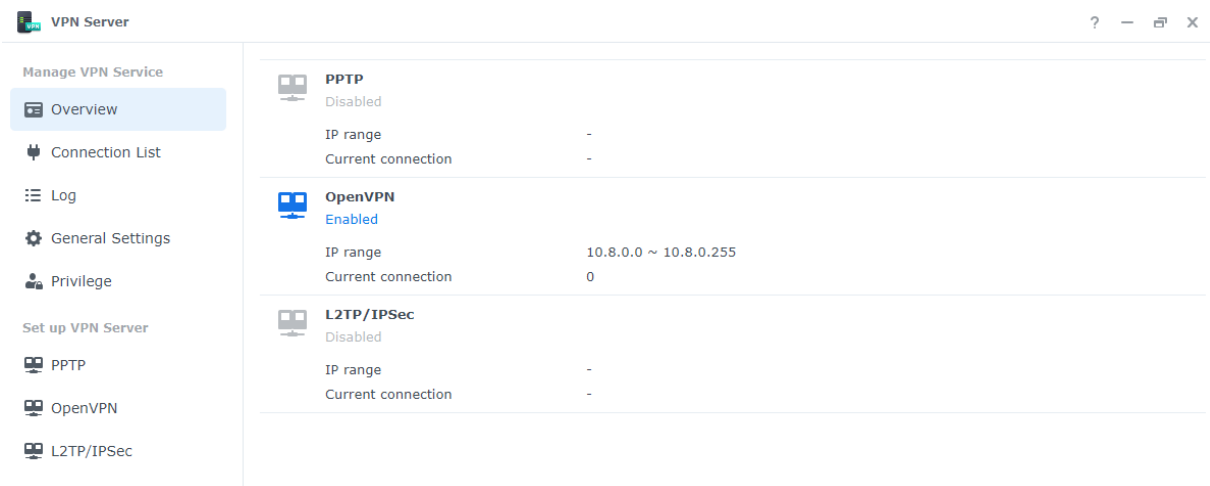 VPN Server
?
Manage VPN Service
Overview
Connection List
Log
General Settings
Privilege
Set up VPN Server
PPTP
OpenVPN
L2TP/IPSec
PPTP
Disabled
IP range -
Current connection -
OpenVPN
Enabled
IP range 10.8.0.0 ~ 10.8.0.255
Current connection 0
L2TP/IPSec
Disabled
IP range -
Current connection -